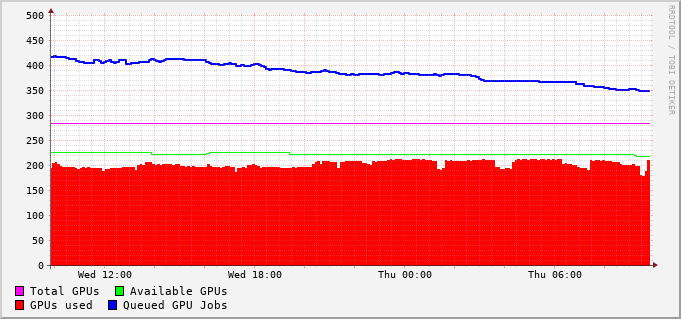 500
450
400
350
300
250
200
150
100
50
0
Wed 12:00 Wed 18:00 Thu 00:00 Thu 06:00
Total GPUs Available GPUs
GPUs used Queued GPU Jobs
RRDTOOL / TOBI OETIKER